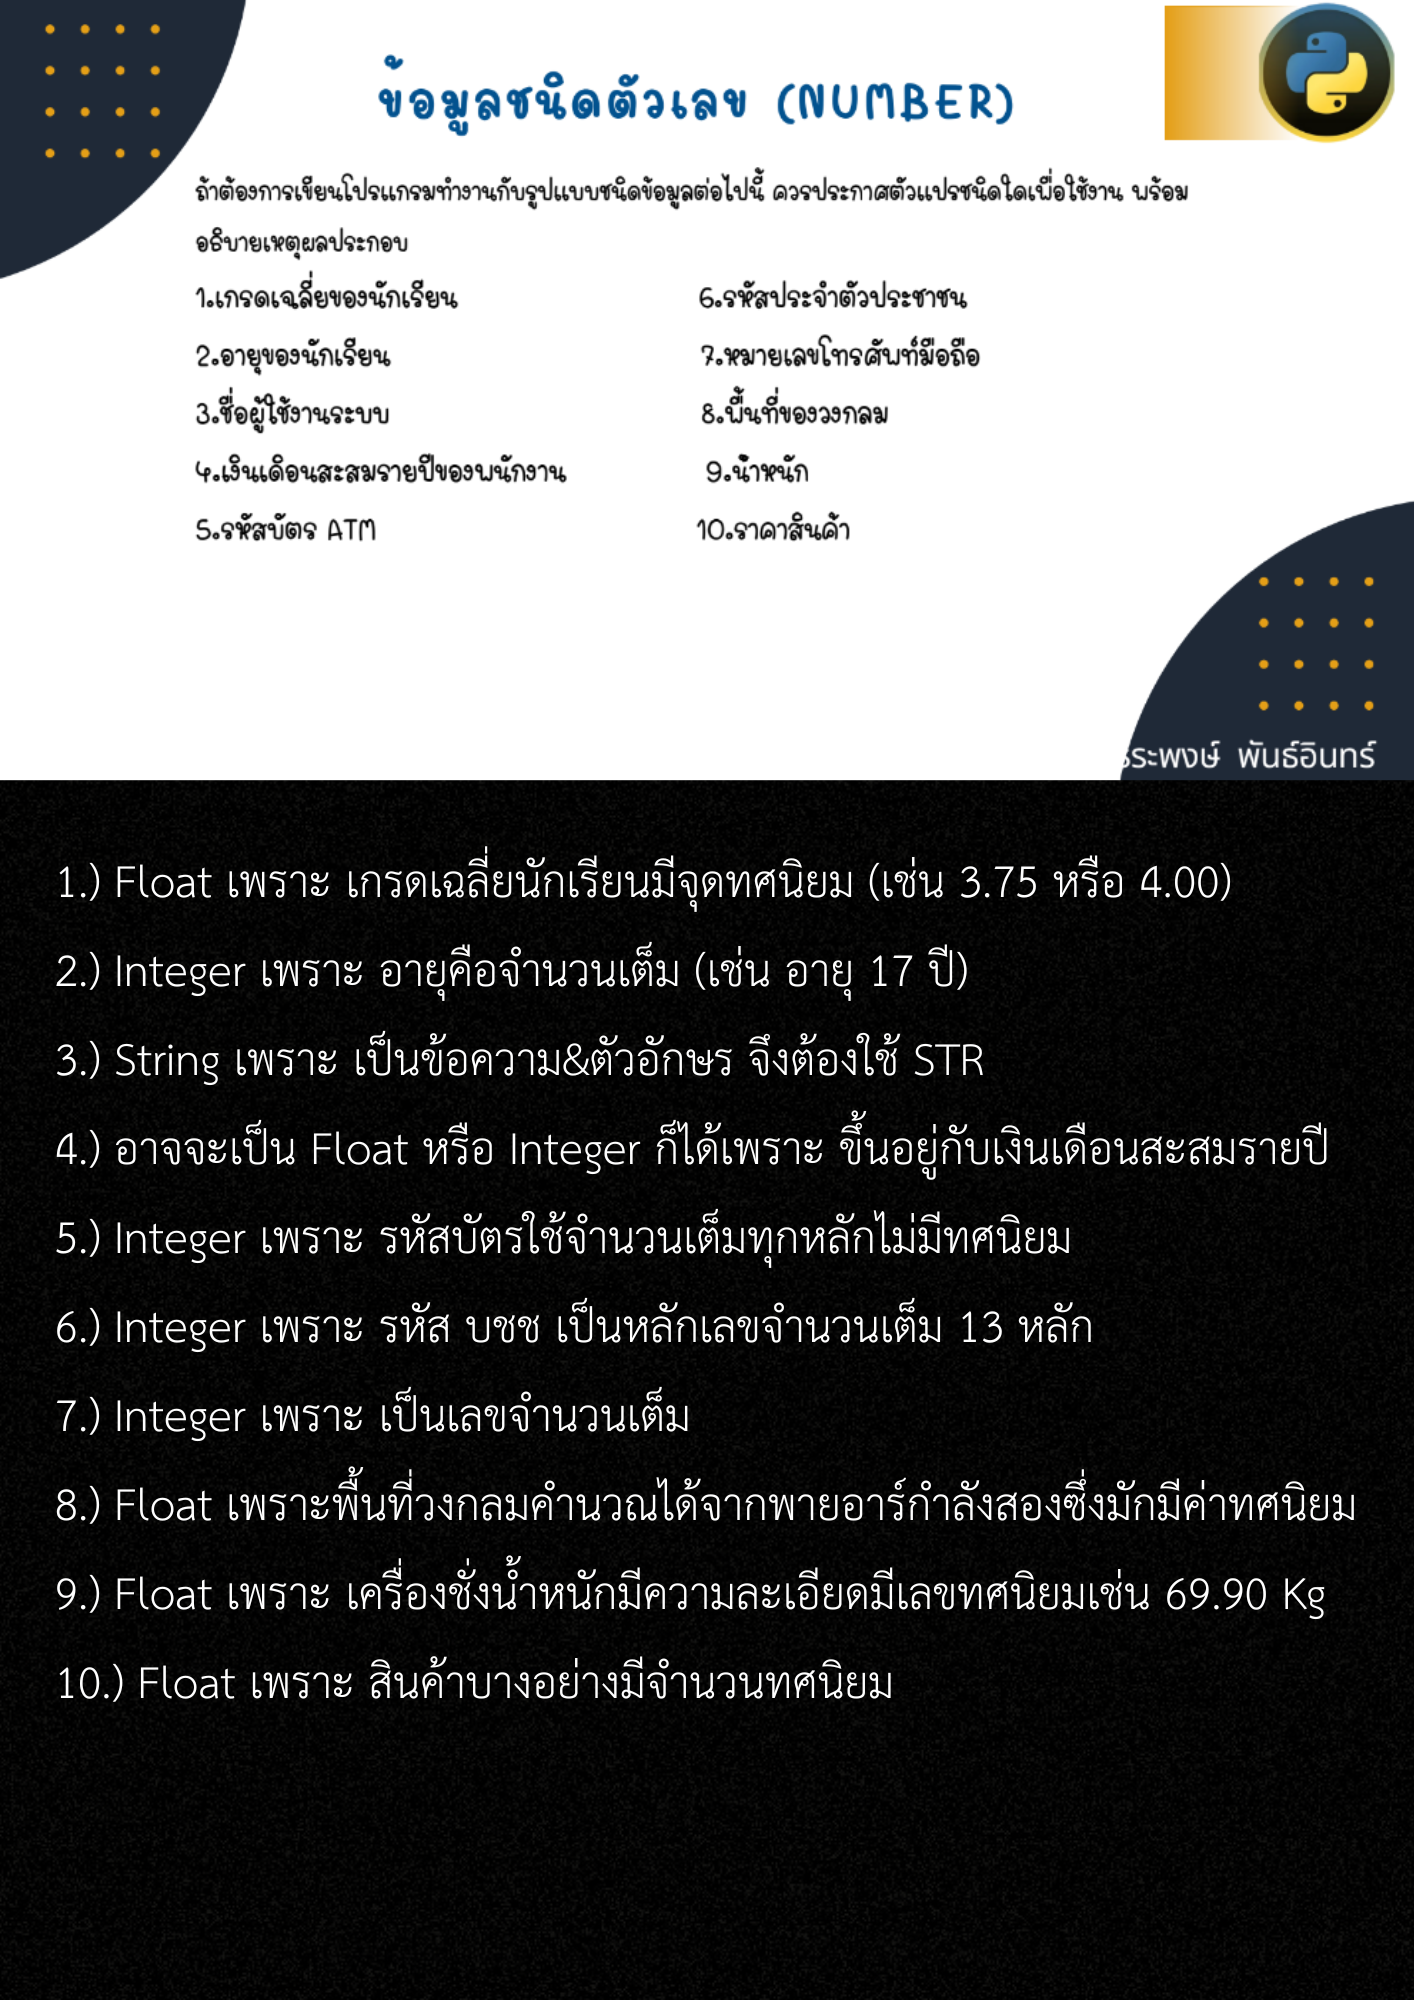 ข้อมูลชนิดตัวเลข (NUMBER)
ถ้าต้องการเขียนโปรแกรมทำงานกับรูปแบบชนิดข้อมูลต่อไปนี้ ควรประกาศตัวแปรชนิดใดเพื่อใช้งาน พร้อม
อธิบายเหตุผลประกอบ
1.เกรดเฉลี่ยของนักเรียน
2.อายุของนักเรียน
3.ชื่อผู้ใช้งานระบบ
4.เงินเดือนสะสมรายปีของพนักงาน
5.รหัสบัตร ATM
6.รหัสประจำตัวประชาชน
7.หมายเลขโทรศัพท์มือถือ
8.พื้นที่ของวงกลม
9.น้ำหนัก
10.ราคาสินค้า
ระพงษ์ พันธ์อินทร์
1.) Float เพราะ เกรดเฉลี่ยนักเรียนมีจุดทศนิยม (เช่น 3.75 หรือ 4.00)
2.) Integer เพราะ อายุคือจำนวนเต็ม (เช่น อายุ 17 ปี)
3.) String เพราะ เป็นข้อความ&ตัวอักษร จึงต้องใช้ STR
4.) อาจจะเป็น Float หรือ Integer ก็ได้เพราะ ขึ้นอยู่กับเงินเดือนสะสมรายปี
5.) Integer เพราะ รหัสบัตรใช้จำนวนเต็มทุกหลักไม่มีทศนิยม
6.) Integer เพราะ รหัส บชช เป็นหลักเลขจำนวนเต็ม 13 หลัก
7.) Integer เพราะ เป็นเลขจำนวนเต็ม
8.) Float เพราะพื้นที่วงกลมคำนวณได้จากพายอาร์กำลังสองซึ่งมักมีค่าทศนิยม
9.) Float เพราะ เครื่องชั่งน้ำหนักมีความละเอียดมีเลขทศนิยมเช่น 69.90 Kg
10.) Float เพราะ สินค้าบางอย่างมีจำนวนทศนิยม